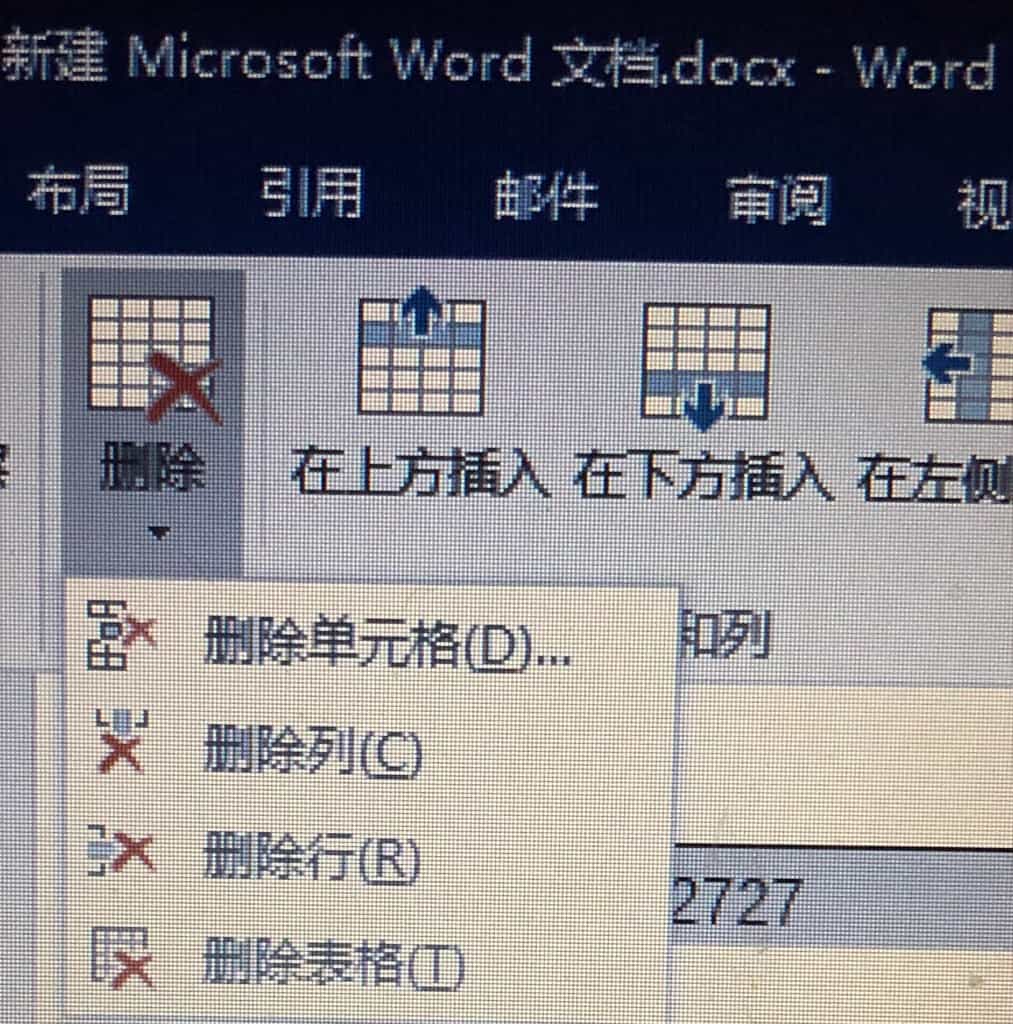 新建 Microsoft Word 文档.docx - Word
布局 引用 邮件 审阅 视
删除 在上方插入 在下方插入 在左侧
和列
删除单元格(D)...
删除列(C)
删除行(R)
2727
删除表格(T)